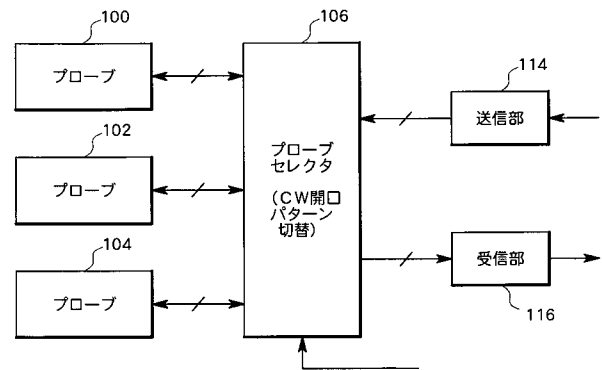 100
プローブ
102
プローブ
104
プローブ
106
プローブ
セレクタ
(CW開口
パターン
切替)
114
送信部
受信部
116